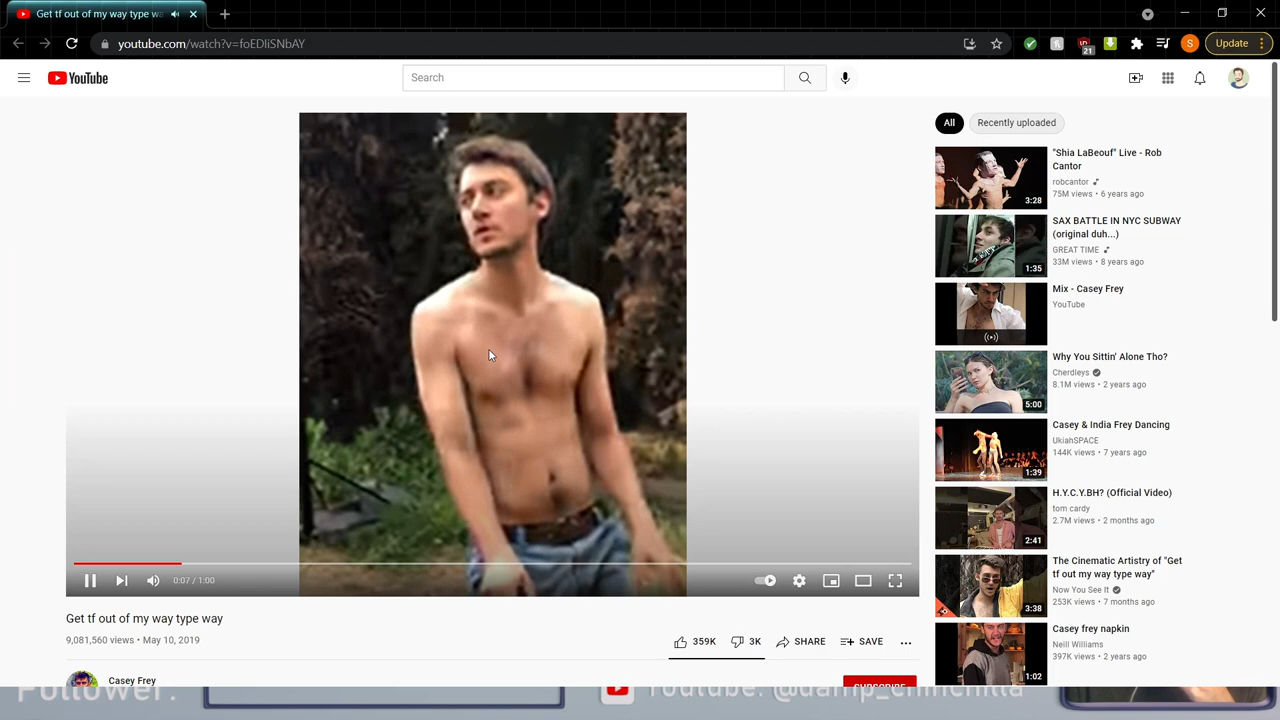 Get tf out of my way type wa
youtube.com/watch?v=foEDIiSNbAY
21
S
Update
YouTube
Search
All
Recently uploaded
"Shia LaBeouf" Live - Rob
Cantor
robcantor
75M views • 6 years ago
3:28
SAX BATTLE IN NYC SUBWAY
(original duh...)
GREAT TIME
33M views • 8 years ago
1:35
Mix - Casey Frey
YouTube
Why You Sittin' Alone Tho?
Cherdleys
8.1M views • 2 years ago
5:00
Casey & India Frey Dancing
UkiahSPACE
144K views • 7 years ago
1:39
H.Y.C.Y.BH? (Official Video)
tom cardy
2.7M views • 2 months ago
2:41
The Cinematic Artistry of "Get
tf out my way type way"
Now You See It
253K views • 7 months ago
3:38
Casey frey napkin
Neill Williams
397K views • 2 years ago
1:02
0:07 / 1:00
Get tf out of my way type way
9,081,560 views • May 10, 2019
359K
3K
SHARE
SAVE
Casey Frey
SUBSCRIBE
Youtube: @damp_chinchilla